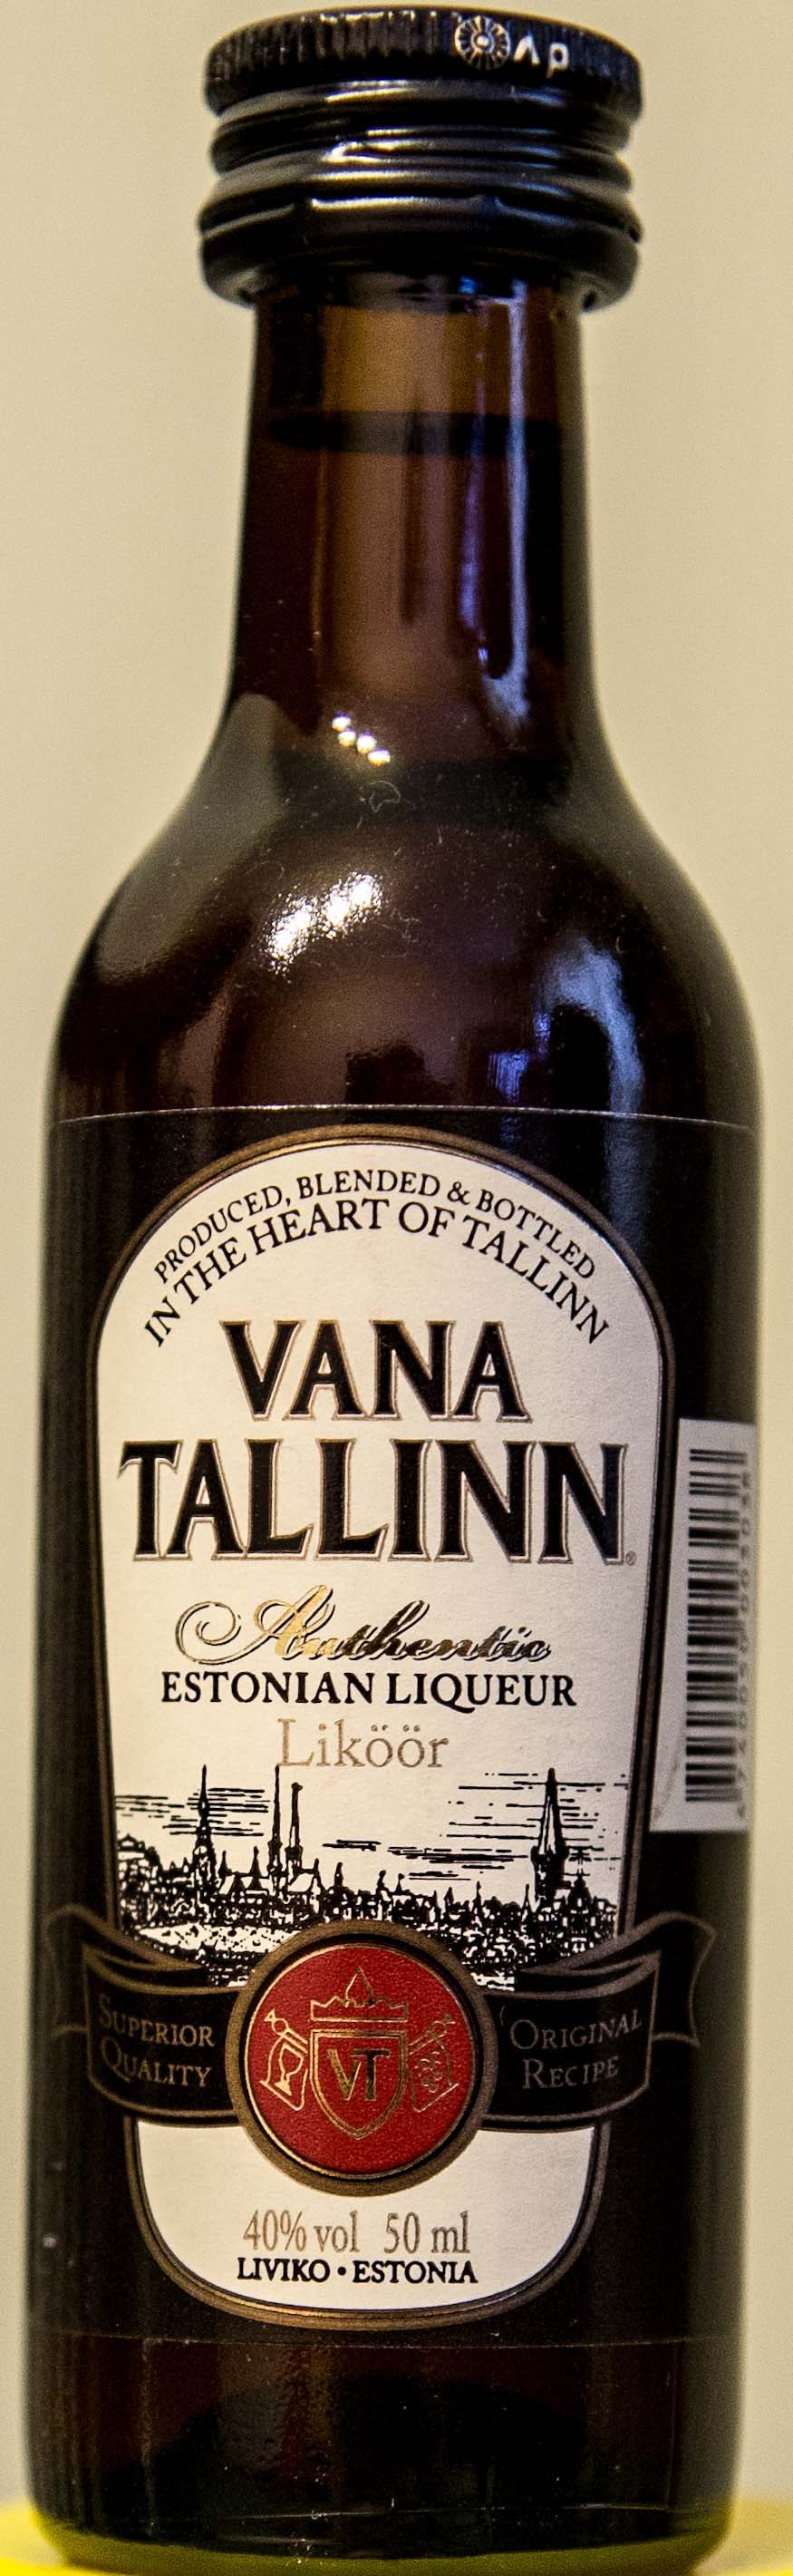 PRODUCED, BLENDED & BOTTLED
IN THE HEART OF TALLINN
VANA
TALLINN®
Authentic
ESTONIAN LIQUEUR
Liköör
SUPERIOR
QUALITY
VT
ORIGINAL
RECIPE
40% vol 50 ml
LIVIKO • ESTONIA